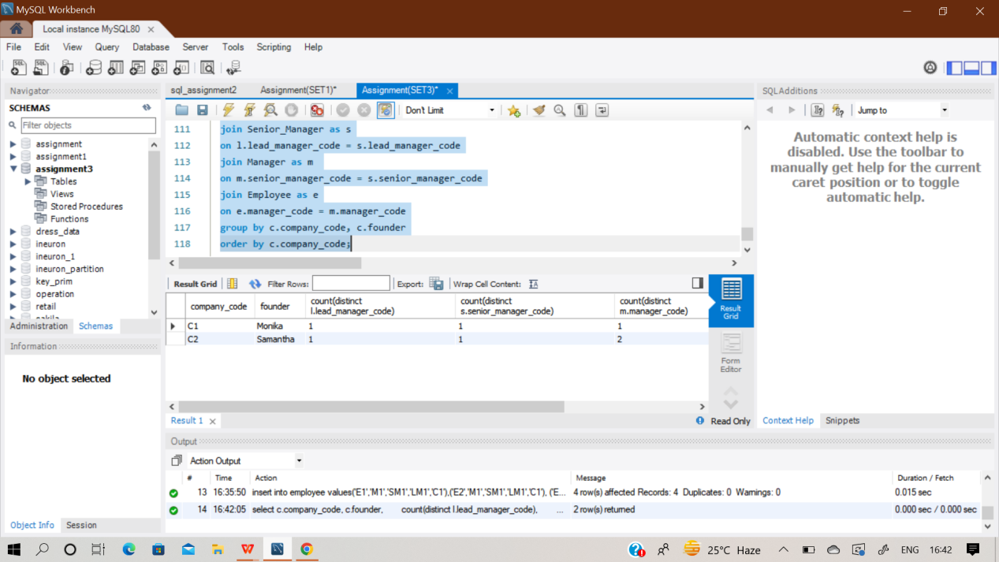 MySQL Workbench
Local instance MySQL80
File Edit View Query Database Server Tools Scripting Help
Navigator
SCHEMAS
Filter objects
assignment
assignment1
assignment3
Tables
Views
Stored Procedures
Functions
dress_data
ineuron
ineuron_1
ineuron_partition
key_prim
operation
retail
Administration Schemas
Information
No object selected
Object Info Session
sql_assignment2 Assignment(SET1)* Assignment(SET3)*
Don't Limit
111 join Senior_Manager as s
112 on l.lead_manager_code = s.lead_manager_code
113 join Manager as m
114 on m.senior_manager_code = s.senior_manager_code
115 join Employee as e
116 on e.manager_code = m.manager_code
117 group by c.company_code, c.founder
118 order by c.company_code;
Result Grid Filter Rows: Export: Wrap Cell Content:
company_code founder count(distinct l.lead_manager_code) count(distinct s.senior_manager_code) count(distinct m.manager_code)
C1 Monika 1 1 1
C2 Samantha 1 1 2
Result Grid
Form Editor
Result 1
Read Only
Output
Action Output
# Time Action Message Duration / Fetch
13 16:35:50 insert into employee values('E1','M1','SM1','LM1','C1'),('E2','M1','SM1','LM1','C1'), ('E... 4 row(s) affected Records: 4 Duplicates: 0 Warnings: 0 0.015 sec
14 16:42:05 select c.company_code, c.founder, count(distinct l.lead_manager_code), ... 2 row(s) returned 0.000 sec / 0.000 sec
SQLAdditions
Jump to
Automatic context help is
disabled. Use the toolbar to
manually get help for the current
caret position or to toggle
automatic help.
Context Help Snippets
25°C Haze
ENG 16:42